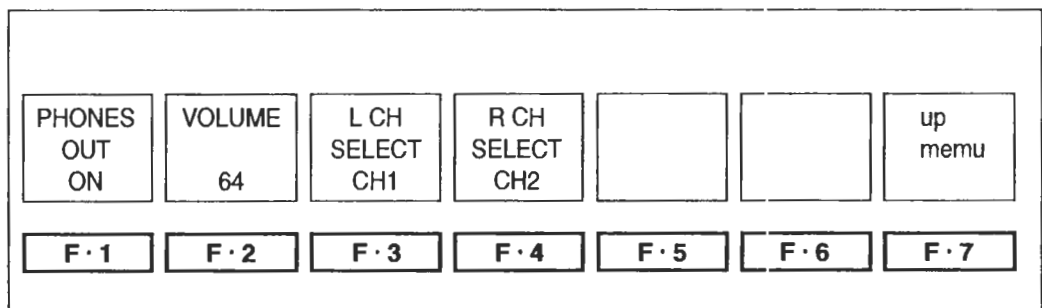 PHONES
OUT
ON
VOLUME
64
L CH
SELECT
CH1
R CH
SELECT
CH2
up
memu
F·1 F·2 F·3 F·4 F·5 F·6 F·7